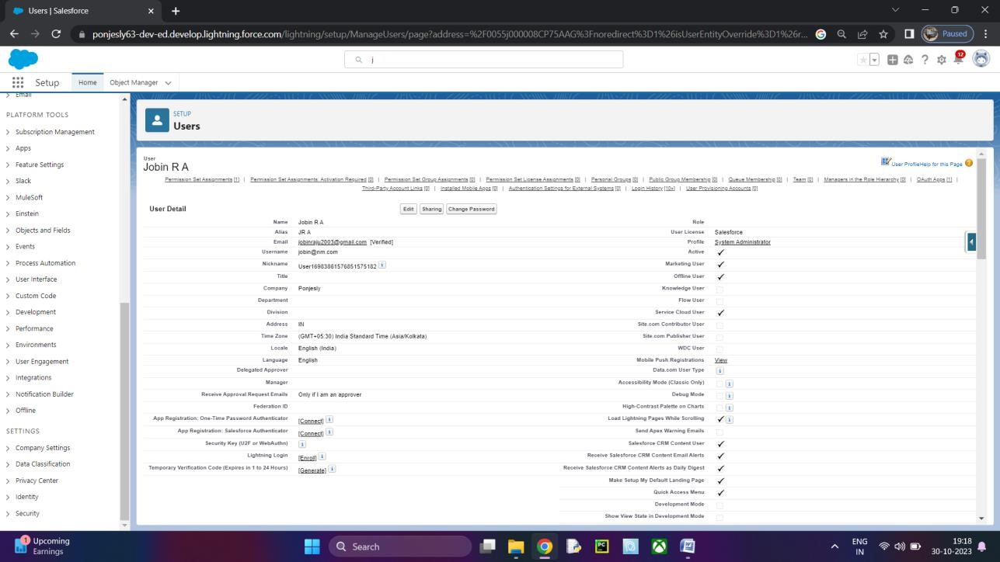 Users | Salesforce
ponjesly63-dev-ed.develop.lightning.force.com/lightning/setup/ManageUsers/page?address=%2F0055j000008CP75AAG%3Fnoredirect%3D1%26isUserEntityOverride%3D1%26r...
Paused
j
12
Setup
Home
Object Manager
Email
PLATFORM TOOLS
Subscription Management
Apps
Feature Settings
Slack
MuleSoft
Einstein
Objects and Fields
Events
Process Automation
User Interface
Custom Code
Development
Performance
Environments
User Engagement
Integrations
Notification Builder
Offline
SETTINGS
Company Settings
Data Classification
Privacy Center
Identity
Security
SETUP
Users
User
Jobin R A
User Profile Help for this Page
Permission Set Assignments [1] | Permission Set Assignments: Activation Required [0] | Permission Set Group Assignments [0] | Permission Set License Assignments [0] | Personal Groups [0] | Public Group Membership [0] | Queue Membership [0] | Team [0] | Managers in the Role Hierarchy [0] | OAuth Apps [1] |
Third-Party Account Links [0] | Installed Mobile Apps [0] | Authentication Settings for External Systems [0] | Login History [10+] | User Provisioning Accounts [0]
User Detail
Edit Sharing Change Password
Name Jobin R A
Alias JR A
Email jobinraju2003@gmail.com [Verified]
Username jobin@nm.com
Nickname User16983861576851575182
Title
Company Ponjesly
Department
Division
Address IN
Time Zone (GMT+05:30) India Standard Time (Asia/Kolkata)
Locale English (India)
Language English
Delegated Approver
Manager
Receive Approval Request Emails Only if I am an approver
Federation ID
App Registration: One-Time Password Authenticator [Connect]
App Registration: Salesforce Authenticator [Connect]
Security Key (U2F or WebAuthn)
Lightning Login [Enroll]
Temporary Verification Code (Expires in 1 to 24 Hours) [Generate]
Role
User License Salesforce
Profile System Administrator
Active
Marketing User
Offline User
Knowledge User
Flow User
Service Cloud User
Site.com Contributor User
Site.com Publisher User
WDC User
Mobile Push Registrations View
Data.com User Type
Accessibility Mode (Classic Only)
Debug Mode
High-Contrast Palette on Charts
Load Lightning Pages While Scrolling
Send Apex Warning Emails
Salesforce CRM Content User
Receive Salesforce CRM Content Email Alerts
Receive Salesforce CRM Content Alerts as Daily Digest
Make Setup My Default Landing Page
Quick Access Menu
Development Mode
Show View State in Development Mode
1
Upcoming
Earnings
Search
ENG
IN
19:18
30-10-2023